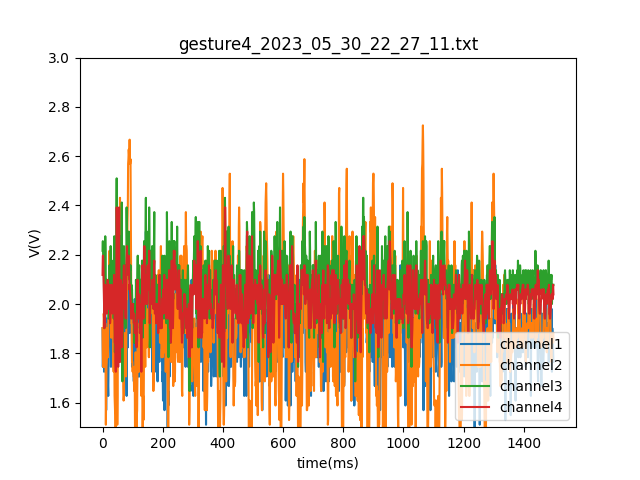 gesture4_2023_05_30_22_27_11.txt
3.0
2.8
2.6
2.4
2.2
2.0
1.8
1.6
V(V)
channel1
channel2
channel3
channel4
0 200 400 600 800 1000 1200 1400
time(ms)